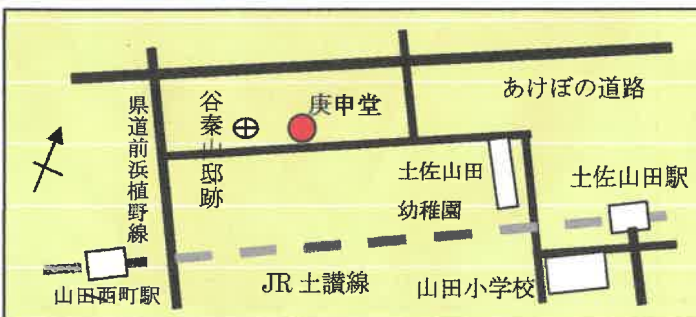 庚申堂
あけぼの道路
県道前浜植野線
谷秦山邸跡
土佐山田
幼稚園
土佐山田駅
山田西町駅
JR 土讃線
山田小学校